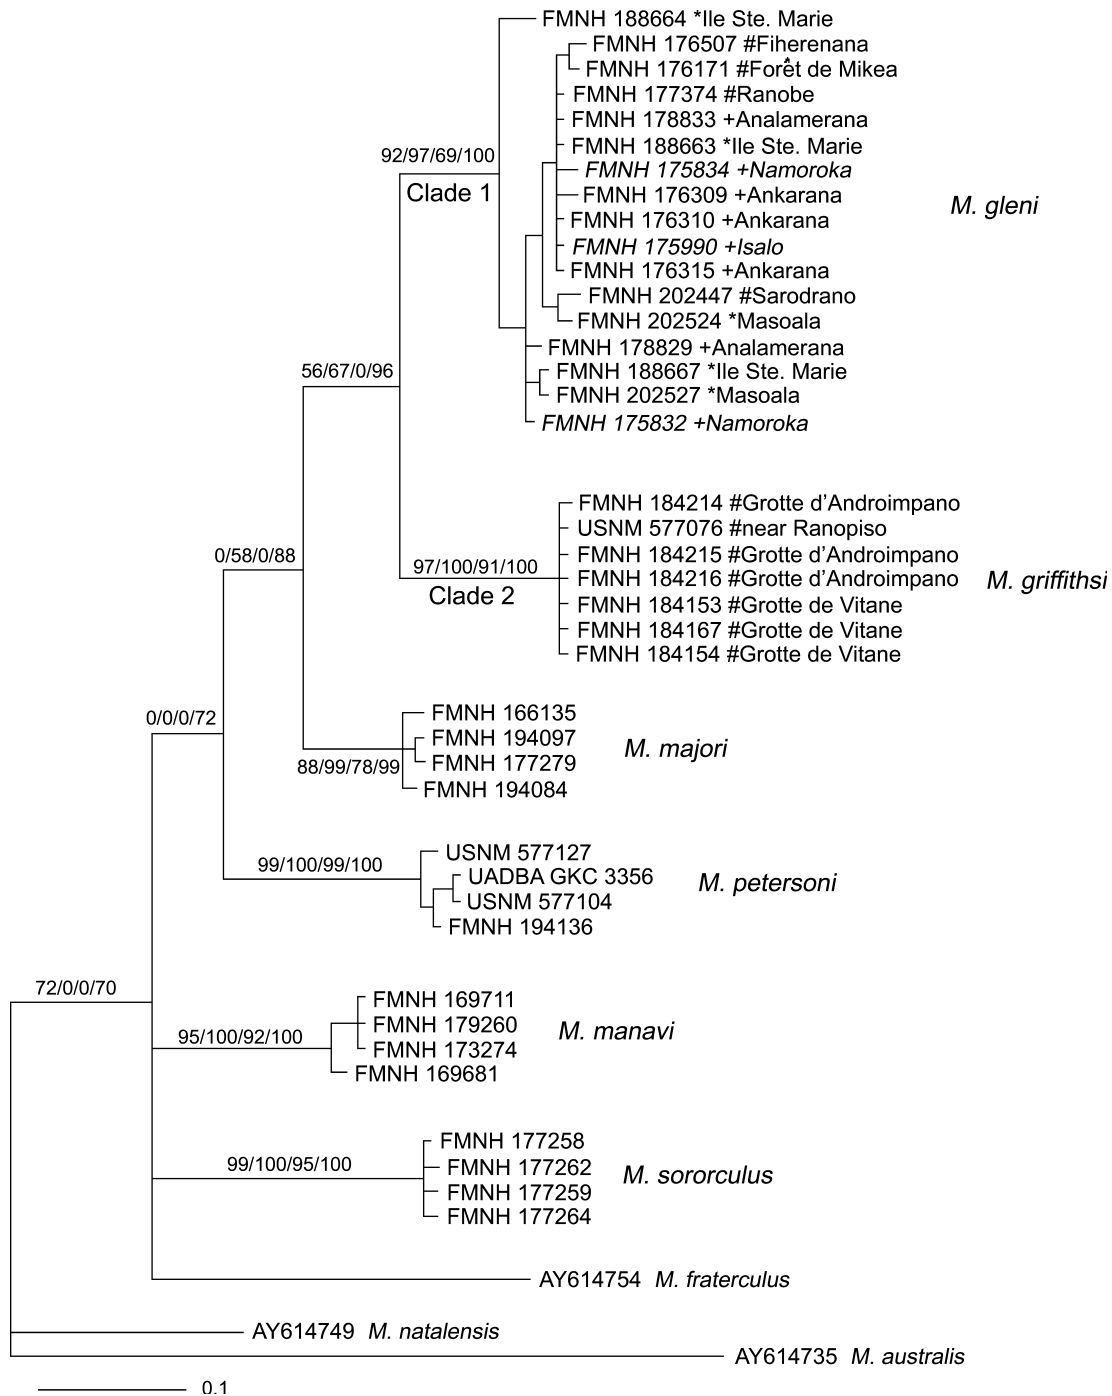 FMNH 188664 *Ile Ste. Marie
FMNH 176507 #Fiherenana
FMNH 176171 #Forêt de Mikea
FMNH 177374 #Ranobe
FMNH 178833 +Analamerana
92/97/69/100
FMNH 188663 *Ile Ste. Marie
FMNH 175834 +Namoroka
Clade 1
FMNH 176309 +Ankarana
M. gleni
FMNH 176310 +Ankarana
FMNH 175990 +Isalo
FMNH 176315 +Ankarana
FMNH 202447 #Sarodrano
FMNH 202524 *Masoala
FMNH 178829 +Analamerana
56/67/0/96
FMNH 188667 *Ile Ste. Marie
FMNH 202527 *Masoala
FMNH 175832 +Namoroka
FMNH 184214 #Grotte d’Androimpano
USNM 577076 #near Ranopiso
0/58/0/88
FMNH 184215 #Grotte d’Androimpano
97/100/91/100
FMNH 184216 #Grotte d’Androimpano
M. griffithsi
Clade 2
FMNH 184153 #Grotte de Vitane
FMNH 184167 #Grotte de Vitane
FMNH 184154 #Grotte de Vitane
0/0/0/72
FMNH 166135
FMNH 194097
M. majori
88/99/78/99
FMNH 177279
FMNH 194084
USNM 577127
99/100/99/100
UADBA GKC 3356
M. petersoni
USNM 577104
FMNH 194136
72/0/0/70
FMNH 169711
FMNH 179260
M. manavi
95/100/92/100
FMNH 173274
FMNH 169681
FMNH 177258
99/100/95/100
FMNH 177262
M. sororculus
FMNH 177259
FMNH 177264
AY614754 M. fraterculus
AY614749 M. natalensis
AY614735 M. australis
0.1